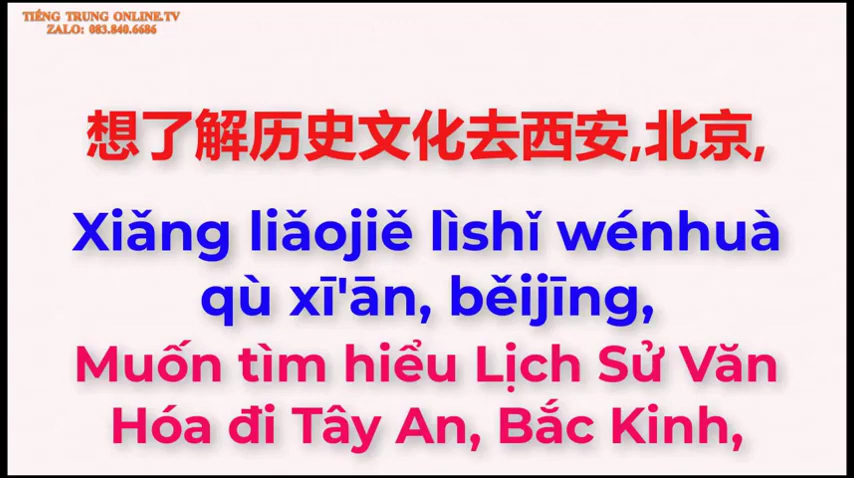 TIẾNG TRUNG ONLINE.TV
ZALO: 083.840.6686
想了解历史文化去西安,北京,
Xiǎng liǎojiě lìshǐ wénhuà
qù xī'ān, běijīng,
Muốn tìm hiểu Lịch Sử Văn
Hóa đi Tây An, Bắc Kinh,